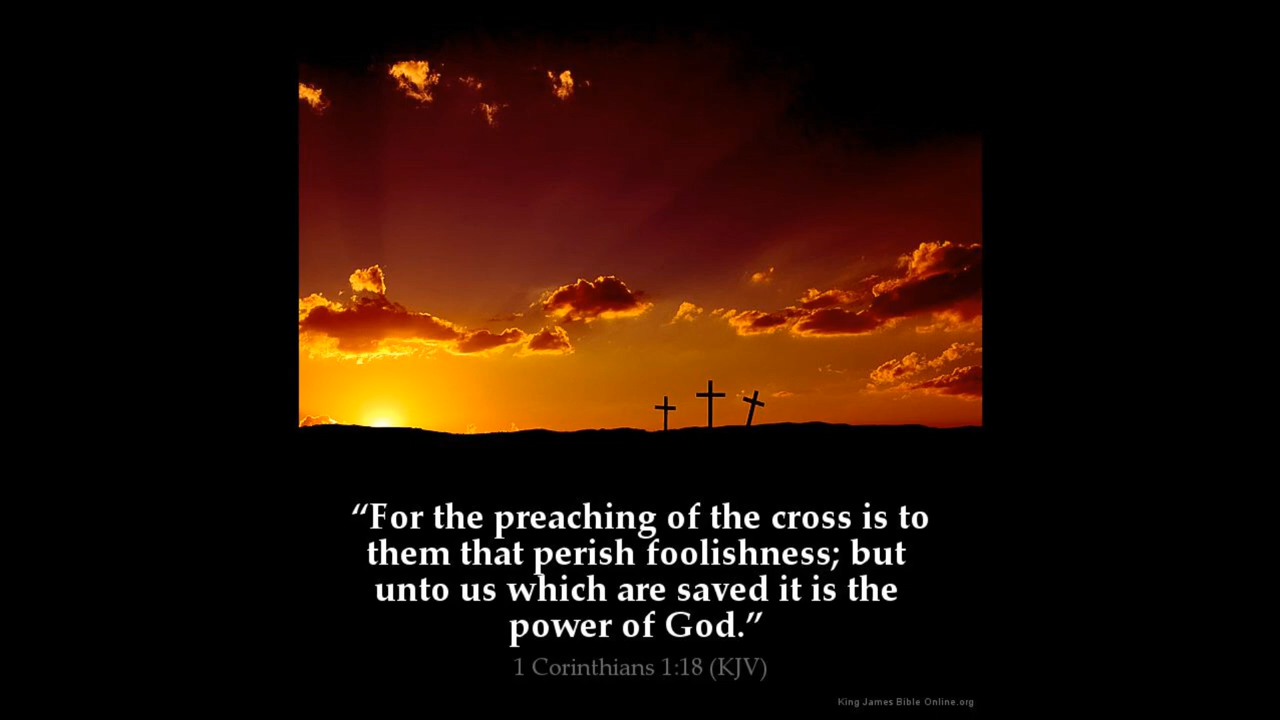 “For the preaching of the cross is to
them that perish foolishness; but
unto us which are saved it is the
power of God.”
1 Corinthians 1:18 (KJV)
King James Bible Online.org